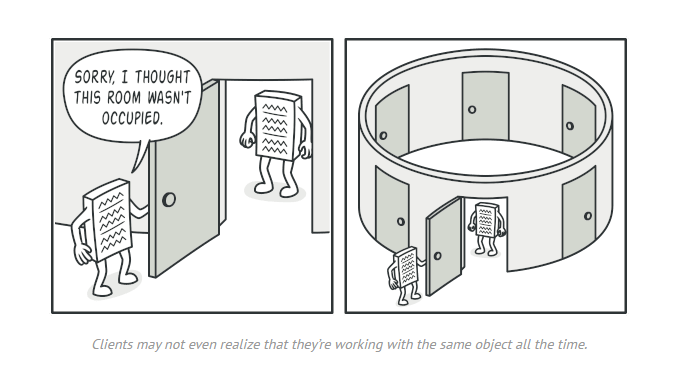 SORRY, I THOUGHT
THIS ROOM WASN'T
OCCUPIED.
Clients may not even realize that they're working with the same object all the time.